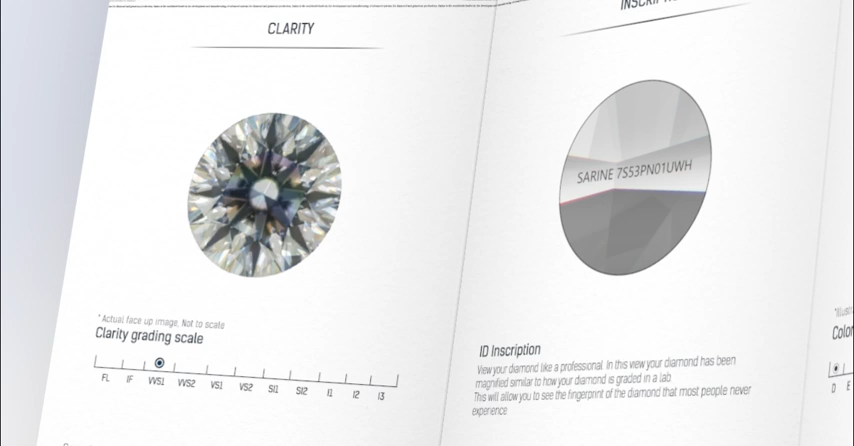 CLARITY
SARINE 7S53PN01UWH
* Actual face up image, Not to scale
Clarity grading scale
FL IF VVS1 VVS2 VS1 VS2 SI1 SI2 I1 I2 I3
ID Inscription
View your diamond like a professional. In this view your diamond has been
magnified similar to how your diamond is graded in a lab
This will allow you to see the fingerprint of the diamond that most people never
experience
D E